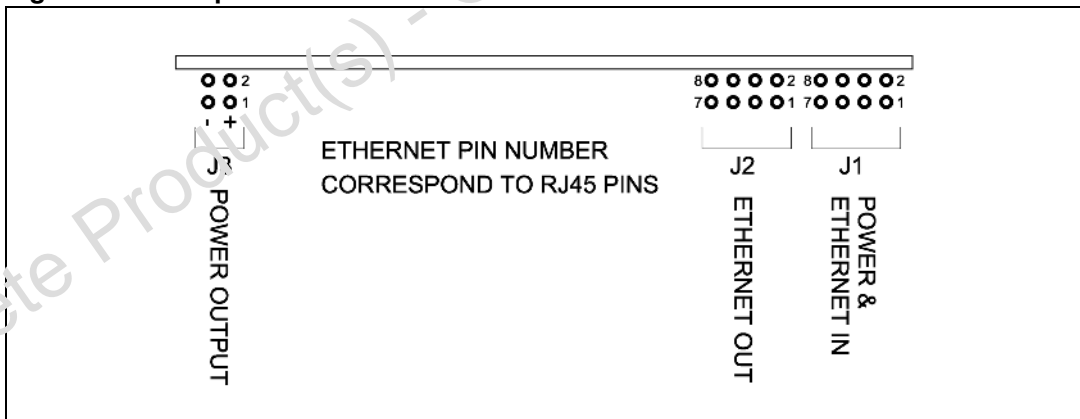 2 8 2 8 2
1 7 1 7 1
- +
J3 J2 J1
ETHERNET PIN NUMBER
CORRESPOND TO RJ45 PINS
POWER OUTPUT
ETHERNET OUT
POWER &
ETHERNET IN
ete Product(s) -